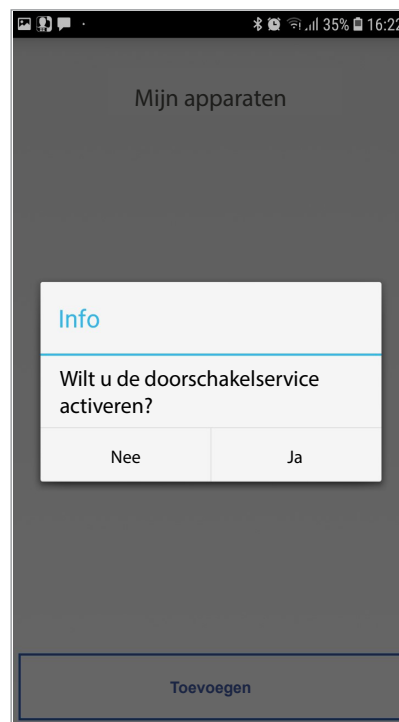 35% 16:22
Mijn apparaten
Info
Wilt u de doorschakelservice
activeren?
Nee
Ja
Toevoegen